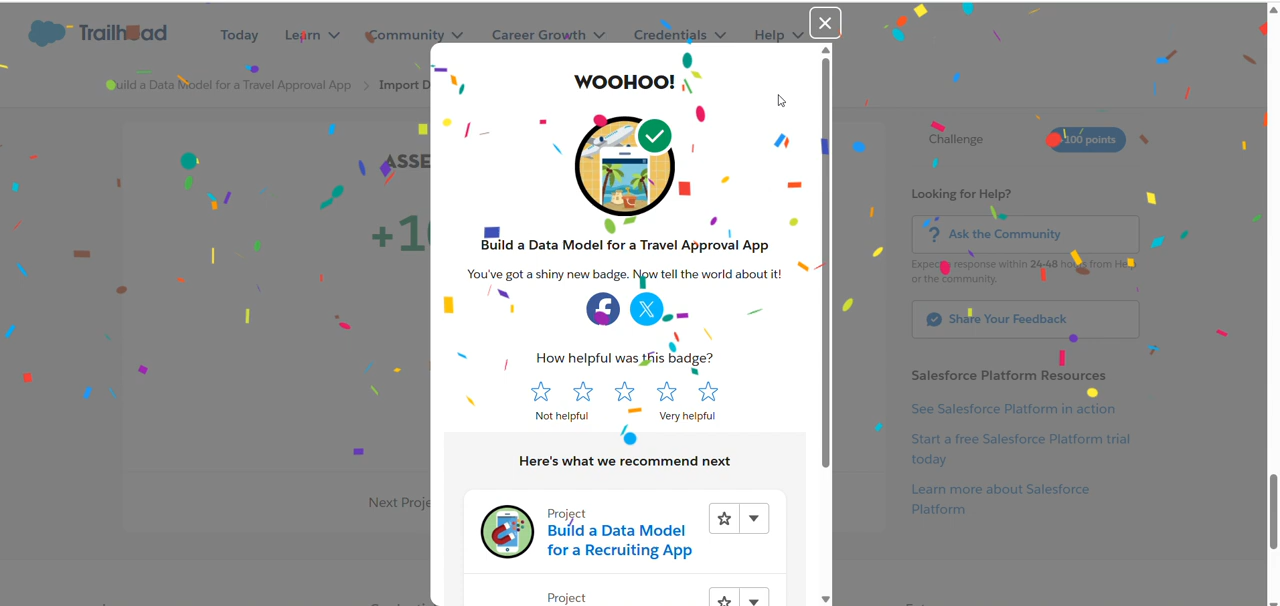 Trailhead
Today
Learn
Community
Career Growth
Credentials
Help
Build a Data Model for a Travel Approval App
Import D
WOOHOO!
ASSE
+10
Challenge
100 points
Build a Data Model for a Travel Approval App
You've got a shiny new badge. Now tell the world about it!
How helpful was this badge?
Not helpful
Very helpful
Here's what we recommend next
Project
Build a Data Model
for a Recruiting App
Project
Next Proje
Looking for Help?
Ask the Community
Expect a response within 24-48 hours from Help
or the community.
Share Your Feedback
Salesforce Platform Resources
See Salesforce Platform in action
Start a free Salesforce Platform trial
today
Learn more about Salesforce
Platform